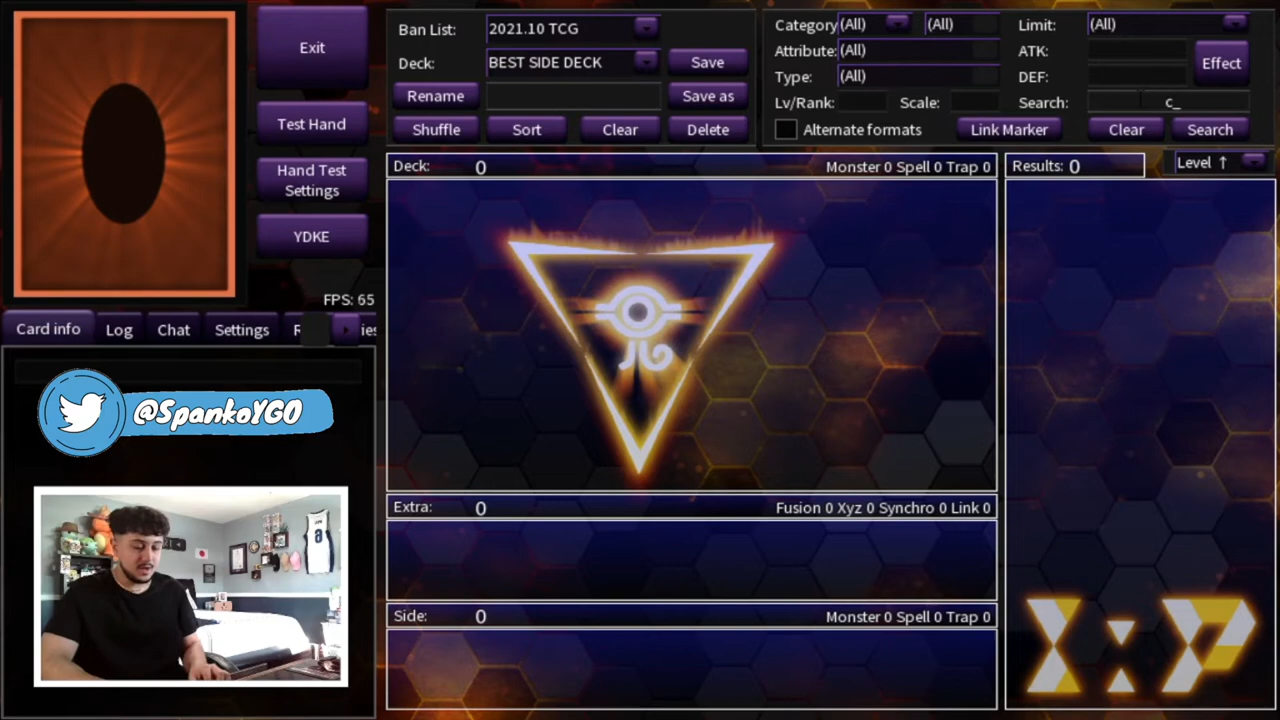 Exit
Test Hand
Hand Test
Settings
YDKE
FPS: 65
Card info
Log
Chat
Settings
R
ies
@SpankoYGO
Ban List:
2021.10 TCG
Deck:
BEST SIDE DECK
Save
Rename
Save as
Shuffle
Sort
Clear
Delete
Category
(All)
(All)
Limit:
(All)
Attribute:
(All)
ATK:
Type:
(All)
DEF:
Effect
Lv/Rank:
Scale:
Search:
c_
Alternate formats
Link Marker
Clear
Search
Deck:
0
Monster 0 Spell 0 Trap 0
Results: 0
Level ↑
Extra:
0
Fusion 0 Xyz 0 Synchro 0 Link 0
Side:
0
Monster 0 Spell 0 Trap 0
X:P